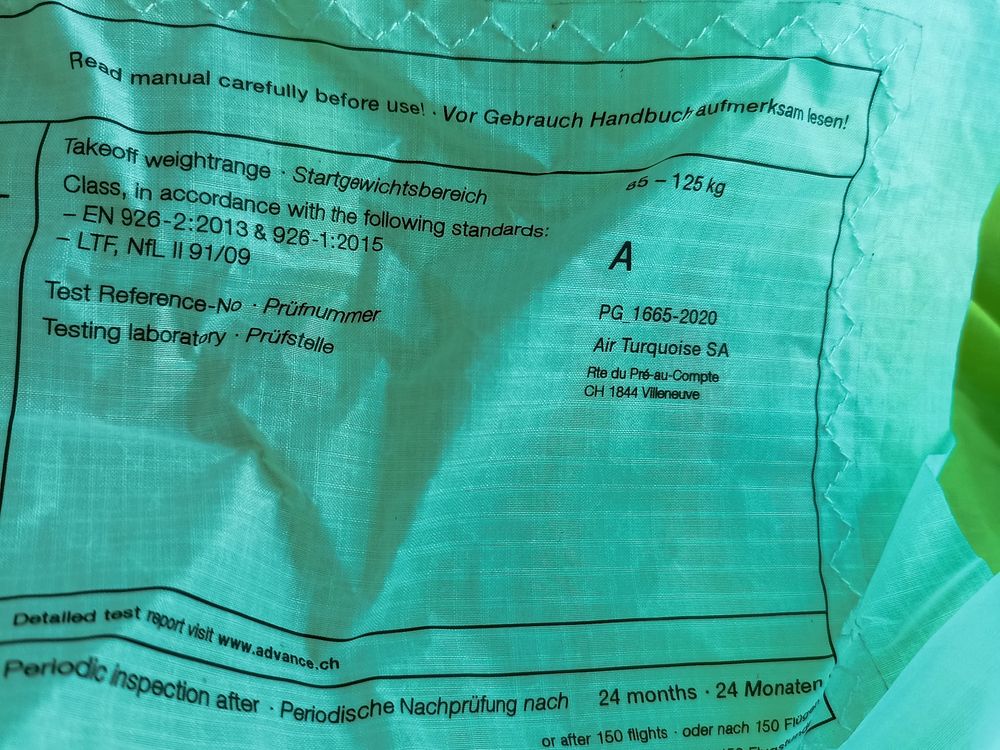 Read manual carefully before use! · Vor Gebrauch Handbuch aufmerksam lesen!
Takeoff weightrange · Startgewichtsbereich
– 125 kg
Class, in accordance with the following standards:
– EN 926-2:2013 & 926-1:2015
– LTF, NfL II 91/09
A
Test Reference-No · Prüfnummer
PG_1665-2020
Testing laboratory · Prüfstelle
Air Turquoise SA
Rte du Pré-au-Compte
CH 1844 Villeneuve
Detailed test report visit www.advance.ch
Periodic inspection after · Periodische Nachprüfung nach
24 months · 24 Monaten
or after 150 flights · oder nach 150 Flügen